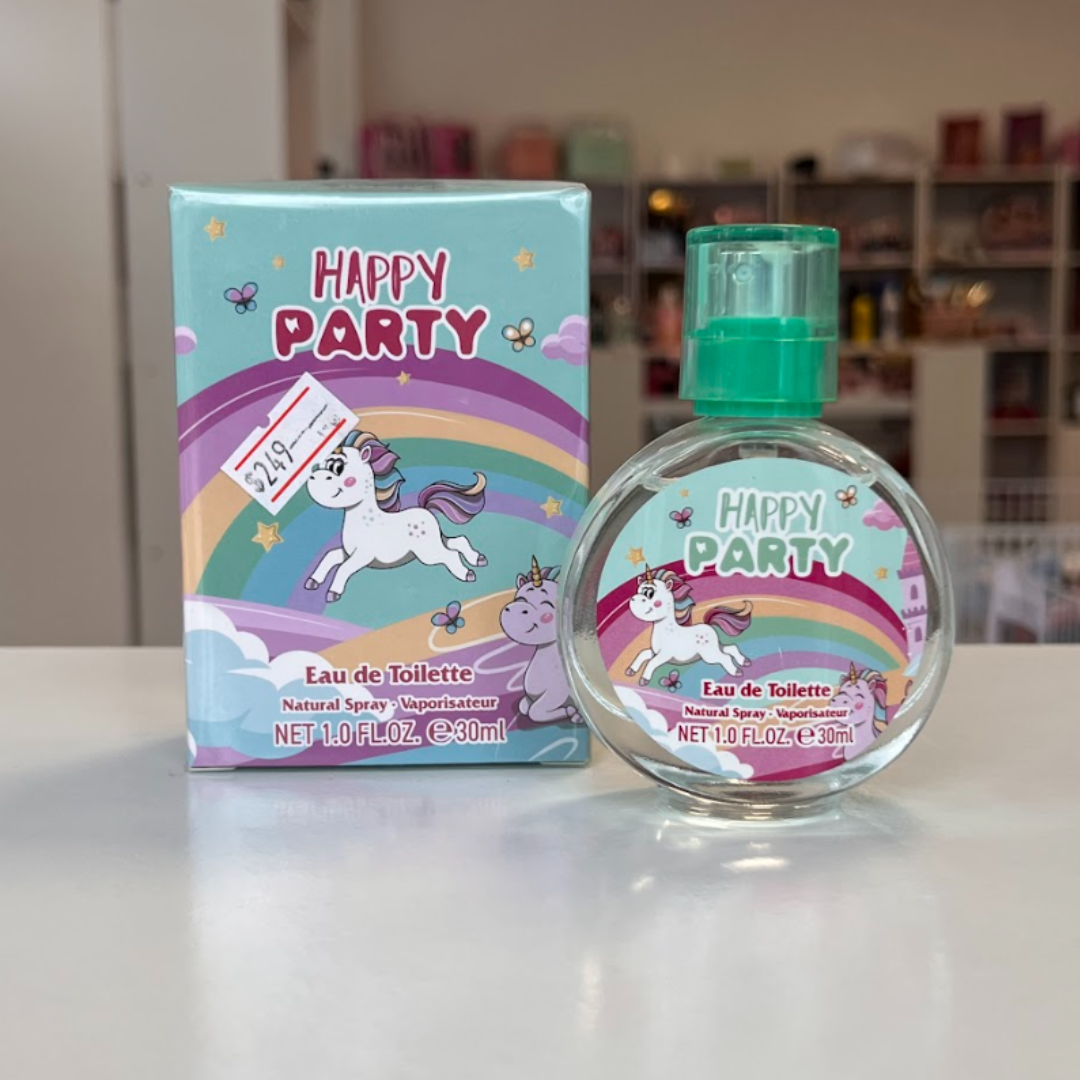 HAPPY
PARTY
$249
Eau de Toilette
Natural Spray · Vaporisateur
NET 1.0 FL.OZ. ℮ 30ml
HAPPY
PARTY
Eau de Toilette
Natural Spray · Vaporisateur
NET 1.0 FL.OZ. ℮ 30ml